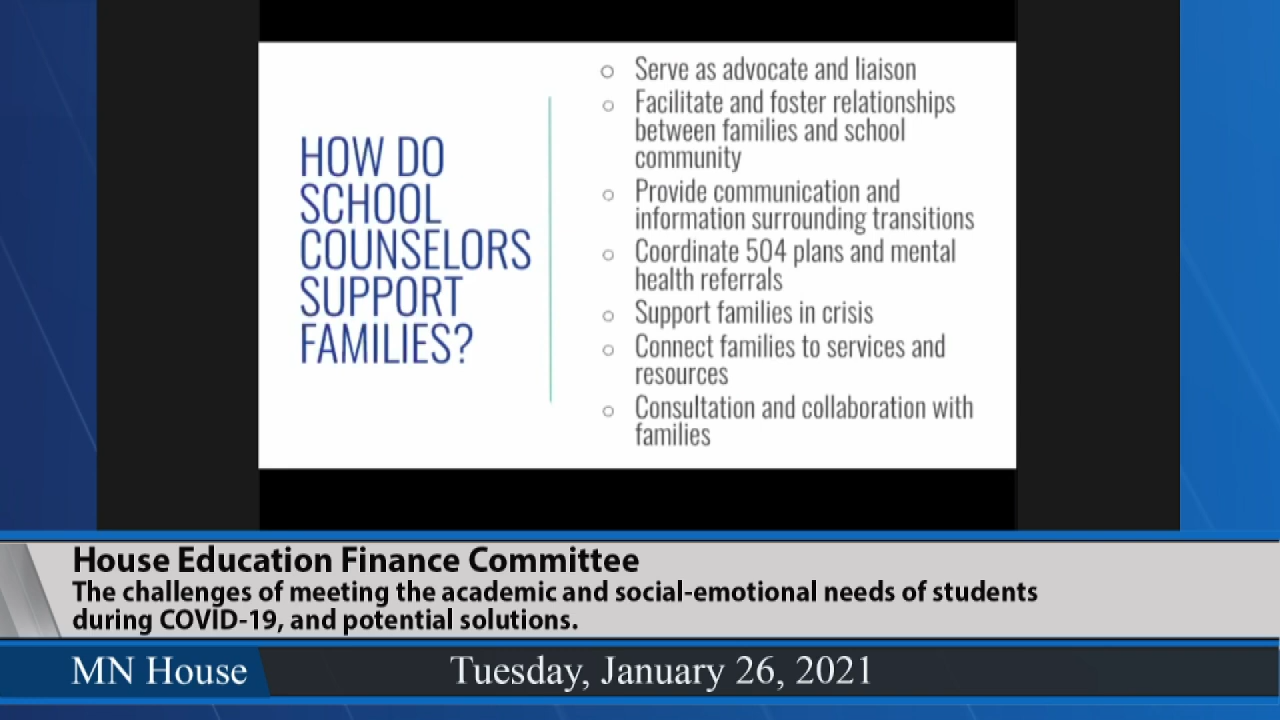 HOW DO
SCHOOL
COUNSELORS
SUPPORT
FAMILIES?
○ Serve as advocate and liaison
○ Facilitate and foster relationships
between families and school
community
○ Provide communication and
information surrounding transitions
○ Coordinate 504 plans and mental
health referrals
○ Support families in crisis
○ Connect families to services and
resources
○ Consultation and collaboration with
families
House Education Finance Committee
The challenges of meeting the academic and social-emotional needs of students
during COVID-19, and potential solutions.
MN House
Tuesday, January 26, 2021